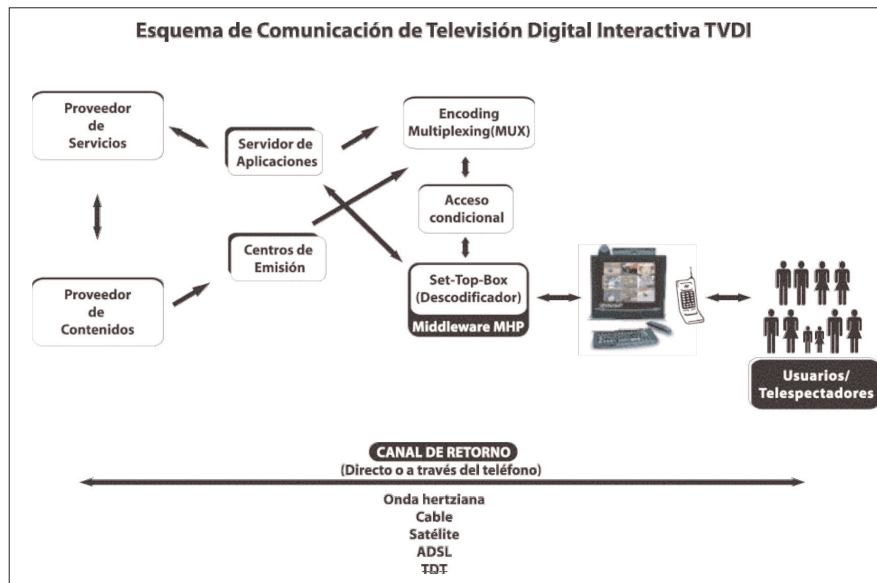 Esquema de Comunicación de Televisión Digital Interactiva TVDI
Proveedor
de
Servicios
Servidor de
Aplicaciones
Encoding
Multiplexing(MUX)
Acceso
condicional
Centros de
Emisión
Proveedor
de
Contenidos
Set-Top-Box
(Descodificador)
Middleware MHP
Usuarios/
Telespectadores
CANAL DE RETORNO
(Directo o a través del teléfono)
Onda hertziana
Cable
Satélite
ADSL
TDT